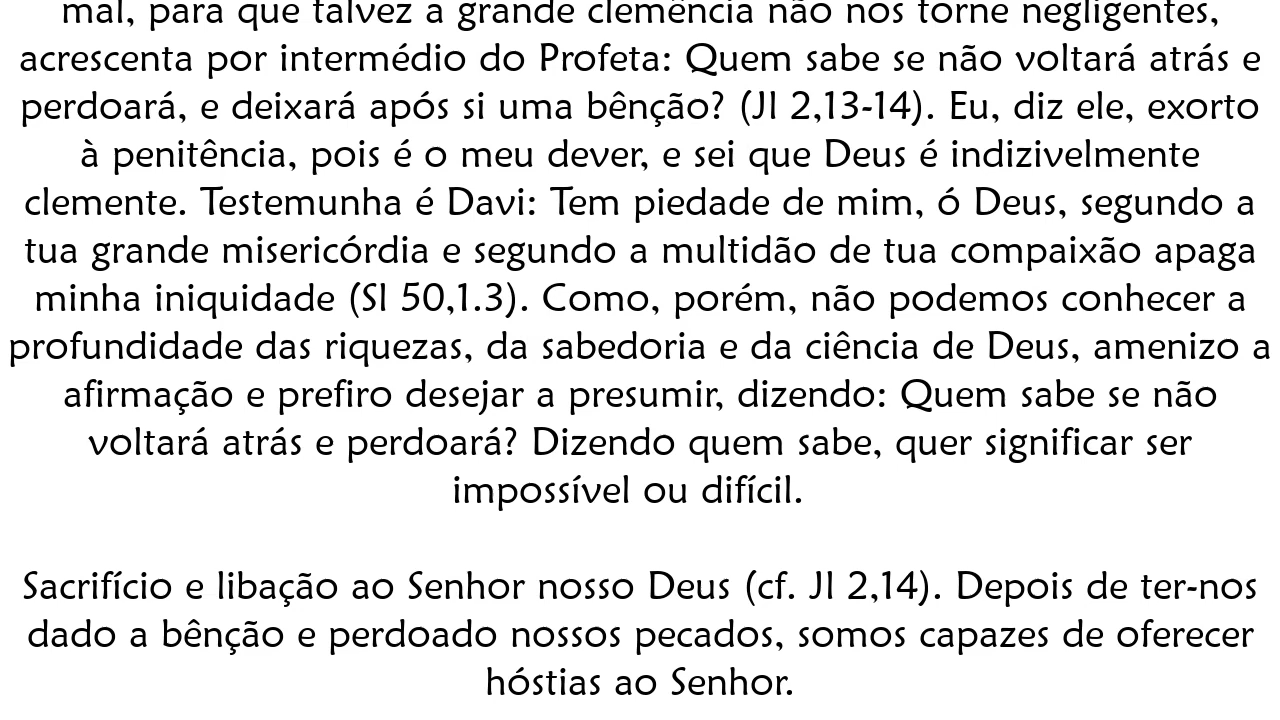 mal, para que talvez a grande clemência não nos torne negligentes,
acrescenta por intermédio do Profeta: Quem sabe se não voltará atrás e
perdoará, e deixará após si uma bênção? (Jl 2,13-14). Eu, diz ele, exorto
à penitência, pois é o meu dever, e sei que Deus é indizivelmente
clemente. Testemunha é Davi: Tem piedade de mim, ó Deus, segundo a
tua grande misericórdia e segundo a multidão de tua compaixão apaga
minha iniquidade (Sl 50,1.3). Como, porém, não podemos conhecer a
profundidade das riquezas, da sabedoria e da ciência de Deus, amenizo a
afirmação e prefiro desejar a presumir, dizendo: Quem sabe se não
voltará atrás e perdoará? Dizendo quem sabe, quer significar ser
impossível ou difícil.
Sacrifício e libação ao Senhor nosso Deus (cf. Jl 2,14). Depois de ter-nos
dado a bênção e perdoado nossos pecados, somos capazes de oferecer
hóstias ao Senhor.